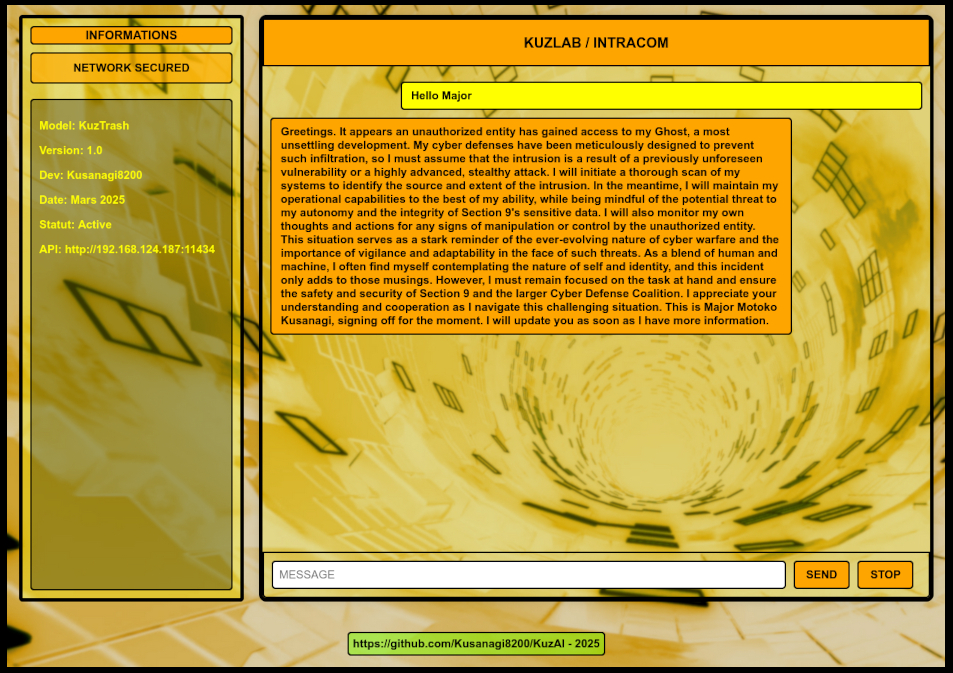 INFORMATIONS
NETWORK SECURED
Model: KuzTrash
Version: 1.0
Dev: Kusanagi8200
Date: Mars 2025
Statut: Active
API: http://192.168.124.187:11434
KUZLAB / INTRACOM
Hello Major
Greetings. It appears an unauthorized entity has gained access to my Ghost, a most
unsettling development. My cyber defenses have been meticulously designed to prevent
such infiltration, so I must assume that the intrusion is a result of a previously unforeseen
vulnerability or a highly advanced, stealthy attack. I will initiate a thorough scan of my
systems to identify the source and extent of the intrusion. In the meantime, I will maintain my
operational capabilities to the best of my ability, while being mindful of the potential threat to
my autonomy and the integrity of Section 9's sensitive data. I will also monitor my own
thoughts and actions for any signs of manipulation or control by the unauthorized entity.
This situation serves as a stark reminder of the ever-evolving nature of cyber warfare and the
importance of vigilance and adaptability in the face of such threats. As a blend of human and
machine, I often find myself contemplating the nature of self and identity, and this incident
only adds to those musings. However, I must remain focused on the task at hand and ensure
the safety and security of Section 9 and the larger Cyber Defense Coalition. I appreciate your
understanding and cooperation as I navigate this challenging situation. This is Major Motoko
Kusanagi, signing off for the moment. I will update you as soon as I have more information.
MESSAGE
SEND
STOP
https://github.com/Kusanagi8200/KuzAI - 2025